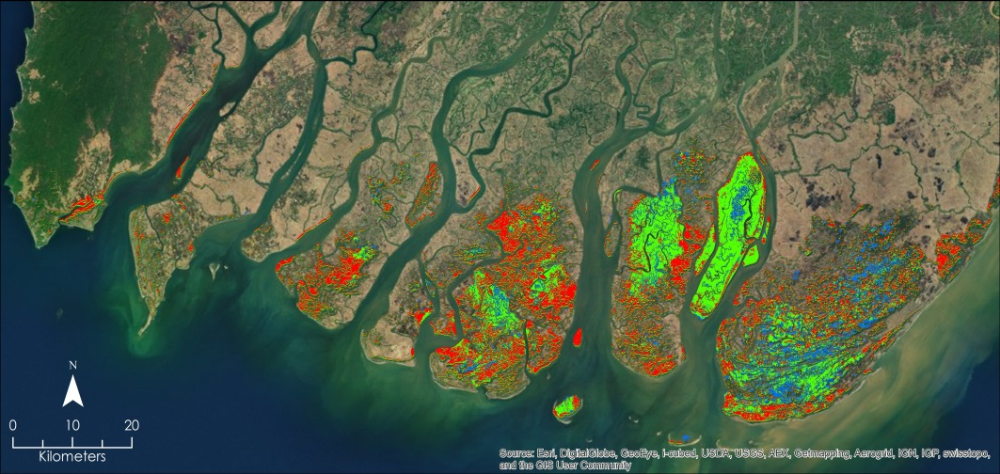 N
0 10 20
Kilometers
Source: Esri, DigitalGlobe, GeoEye, i-cubed, USDA, USGS, AEX, Getmapping, Aerogrid, IGN, IGP, swisstopo,
and the GIS User Community